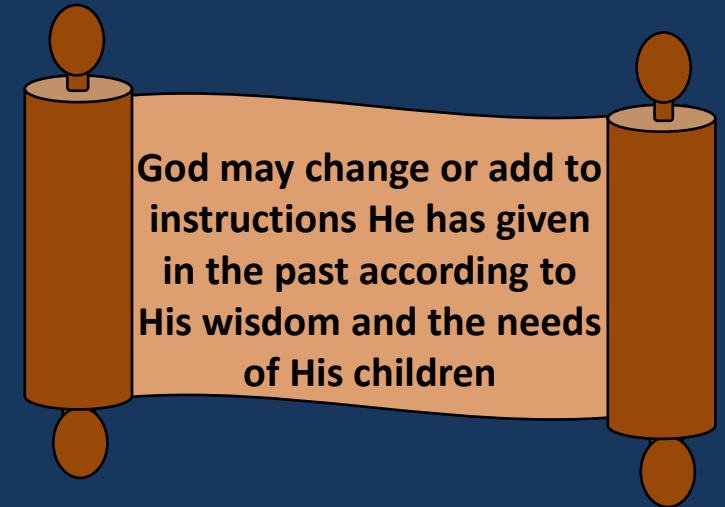 God may change or add to
instructions He has given
in the past according to
His wisdom and the needs
of His children